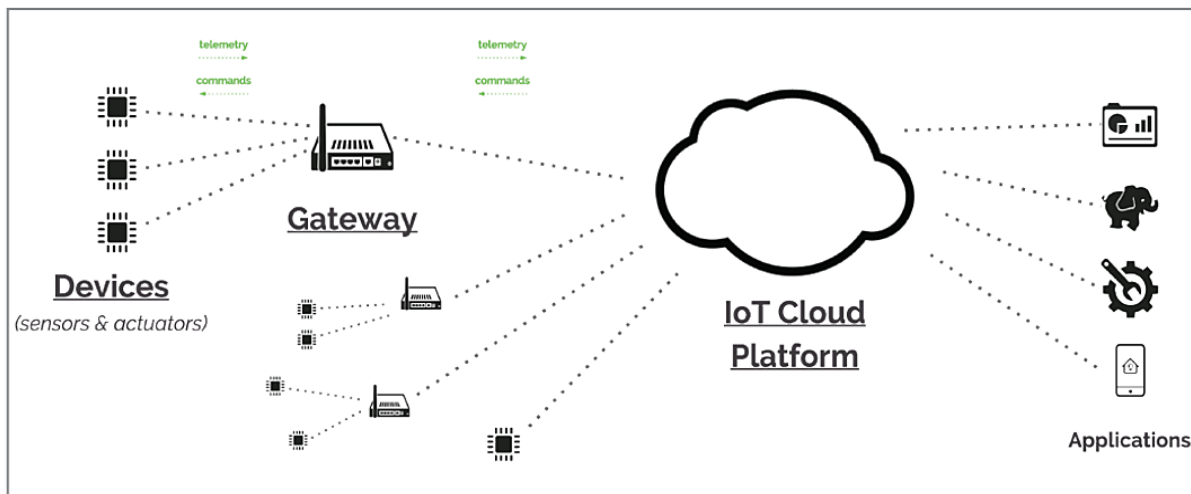 telemetry
commands
telemetry
commands
Gateway
Devices
(sensors & actuators)
IoT Cloud
Platform
Applications